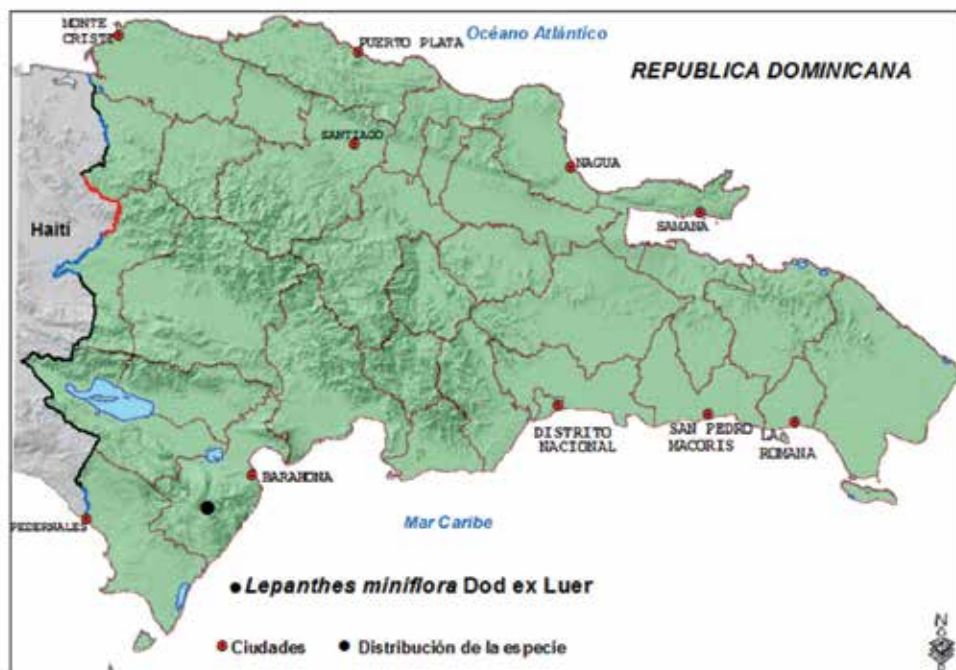 MONTE
CRISTI
PUERTO PLATA
Océano Atlántico
REPUBLICA DOMINICANA
SANTIAGO
NAGUA
SAMANA
Haití
DISTRITO
NACIONAL
SAN PEDRO
MACORIS
LA
ROMANA
BARAHONA
PEDERNALES
Mar Caribe
Lepanthes miniflora Dod ex Luer
Ciudades
Distribución de la especie
N